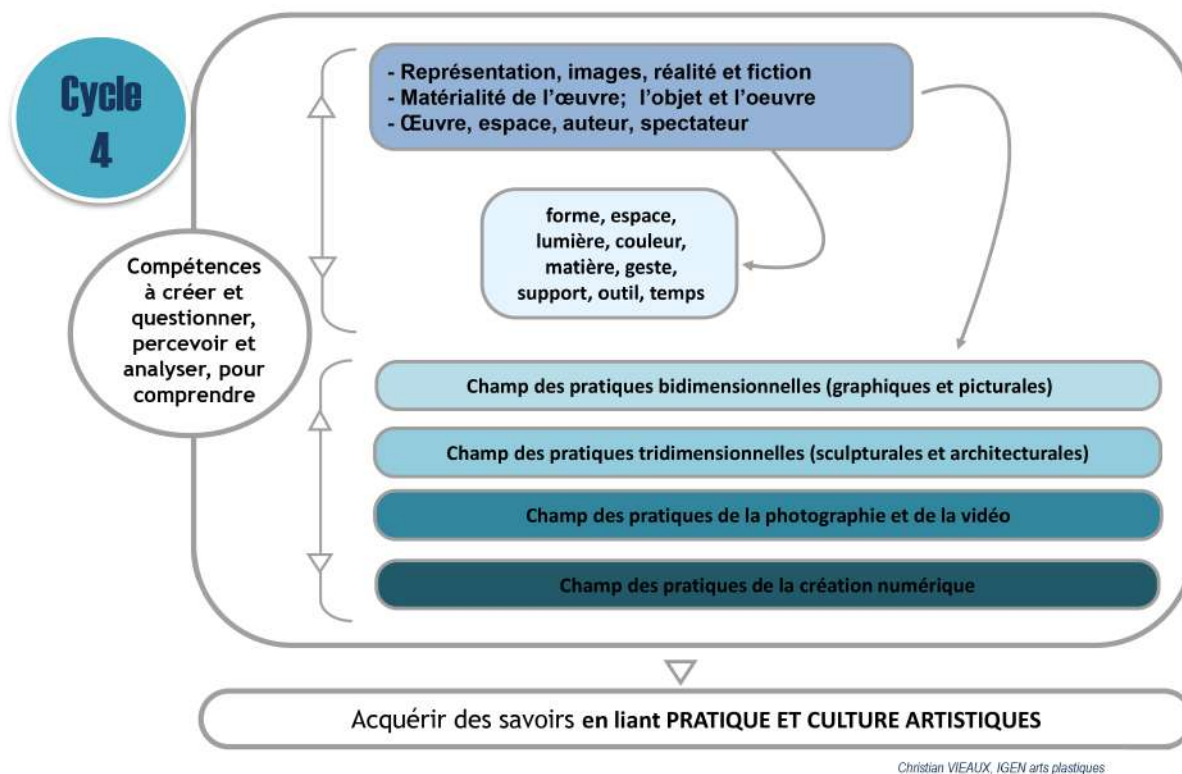 Cycle
4
- Représentation, images, réalité et fiction
- Matérialité de l'œuvre; l'objet et l'oeuvre
- Œuvre, espace, auteur, spectateur
forme, espace,
lumière, couleur,
matière, geste,
support, outil, temps
Compétences
à créer et
questionner,
percevoir et
analyser, pour
comprendre
Champ des pratiques bidimensionnelles (graphiques et picturales)
Champ des pratiques tridimensionnelles (sculpturales et architecturales)
Champ des pratiques de la photographie et de la vidéo
Champ des pratiques de la création numérique
Acquérir des savoirs en liant PRATIQUE ET CULTURE ARTISTIQUES
Christian VIEAUX, IGEN arts plastiques